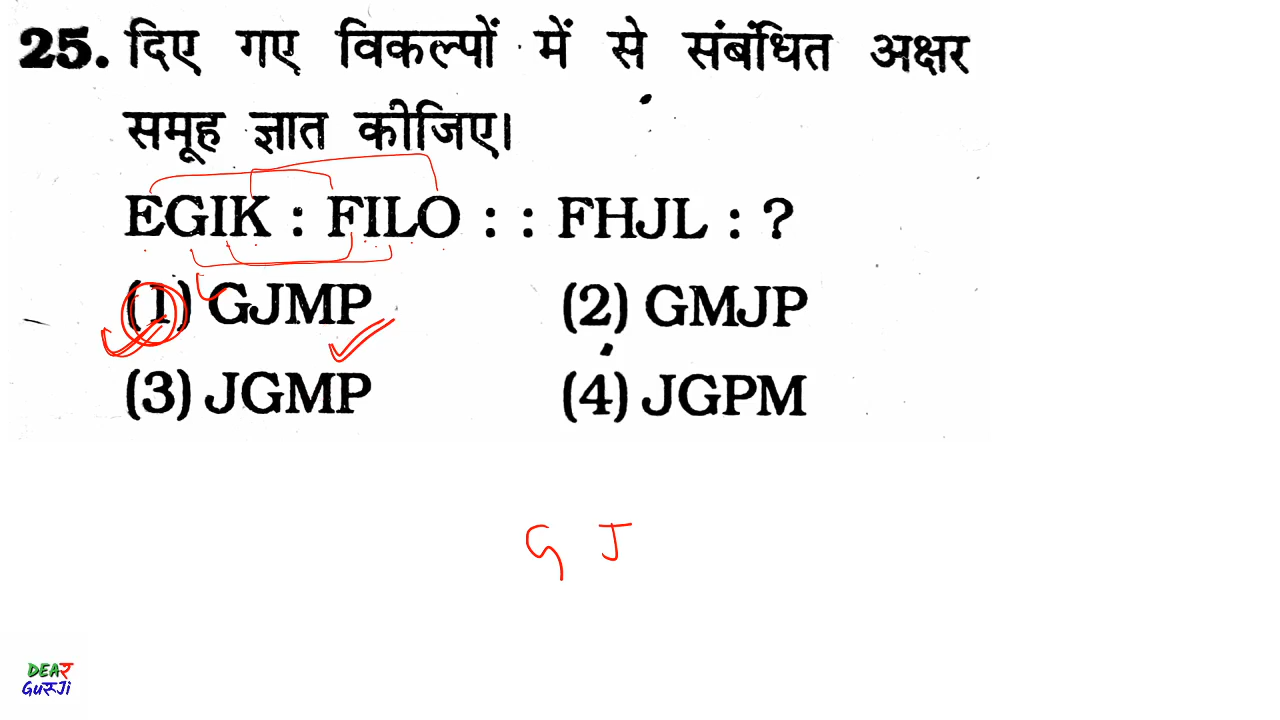 25. दिए गए विकल्पों में से संबंधित अक्षर
समूह ज्ञात कीजिए।
EGIK : FILO : : FHJL : ?
(1) GJMP (2) GMJP
(3) JGMP (4) JGPM
G J
DEAR
GuruJi